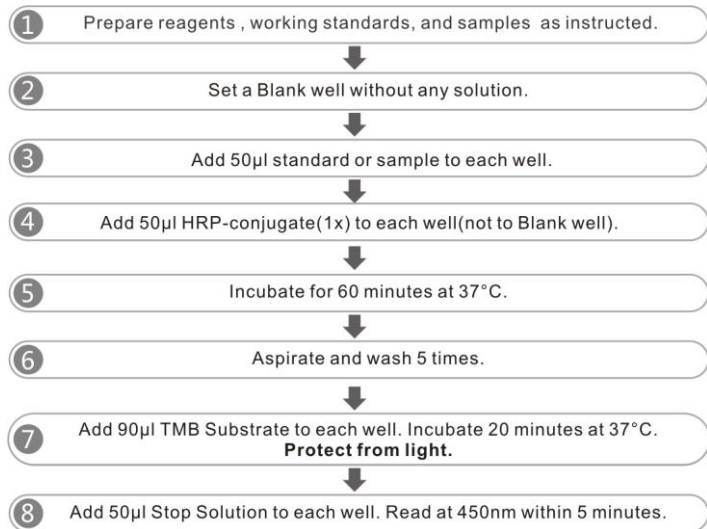 1 Prepare reagents , working standards, and samples as instructed.
2 Set a Blank well without any solution.
3 Add 50μl standard or sample to each well.
4 Add 50μl HRP-conjugate(1x) to each well(not to Blank well).
5 Incubate for 60 minutes at 37°C.
6 Aspirate and wash 5 times.
7 Add 90μl TMB Substrate to each well. Incubate 20 minutes at 37°C.
Protect from light.
8 Add 50μl Stop Solution to each well. Read at 450nm within 5 minutes.